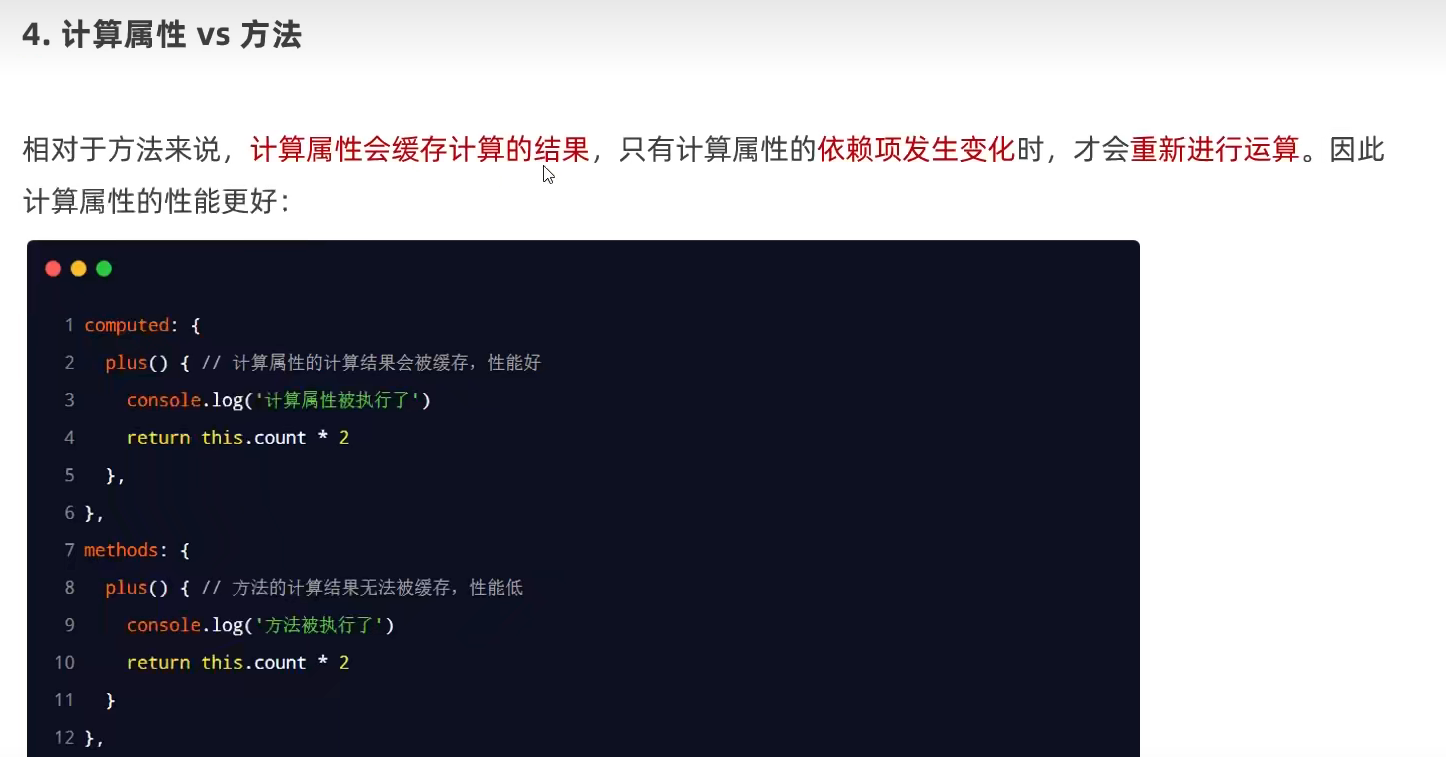 4. 计算属性 vs 方法
相对于方法来说，计算属性会缓存计算的结果，只有计算属性的依赖项发生变化时，才会重新进行运算。因此
计算属性的性能更好：
1 computed: {
2   plus() { // 计算属性的计算结果会被缓存，性能好
3     console.log('计算属性被执行了')
4     return this.count * 2
5   },
6 },
7 methods: {
8   plus() { // 方法的计算结果无法被缓存，性能低
9     console.log('方法被执行了')
10     return this.count * 2
11   }
12 },